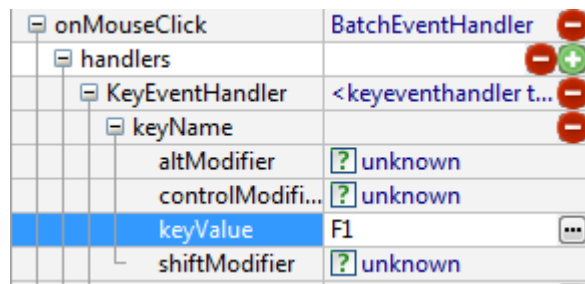 onMouseClick BatchEventHandler
handlers
KeyEventHandler <keyeventhandler t...
keyName
altModifier ? unknown
controlModifi... ? unknown
keyValue F1 ...
shiftModifier ? unknown